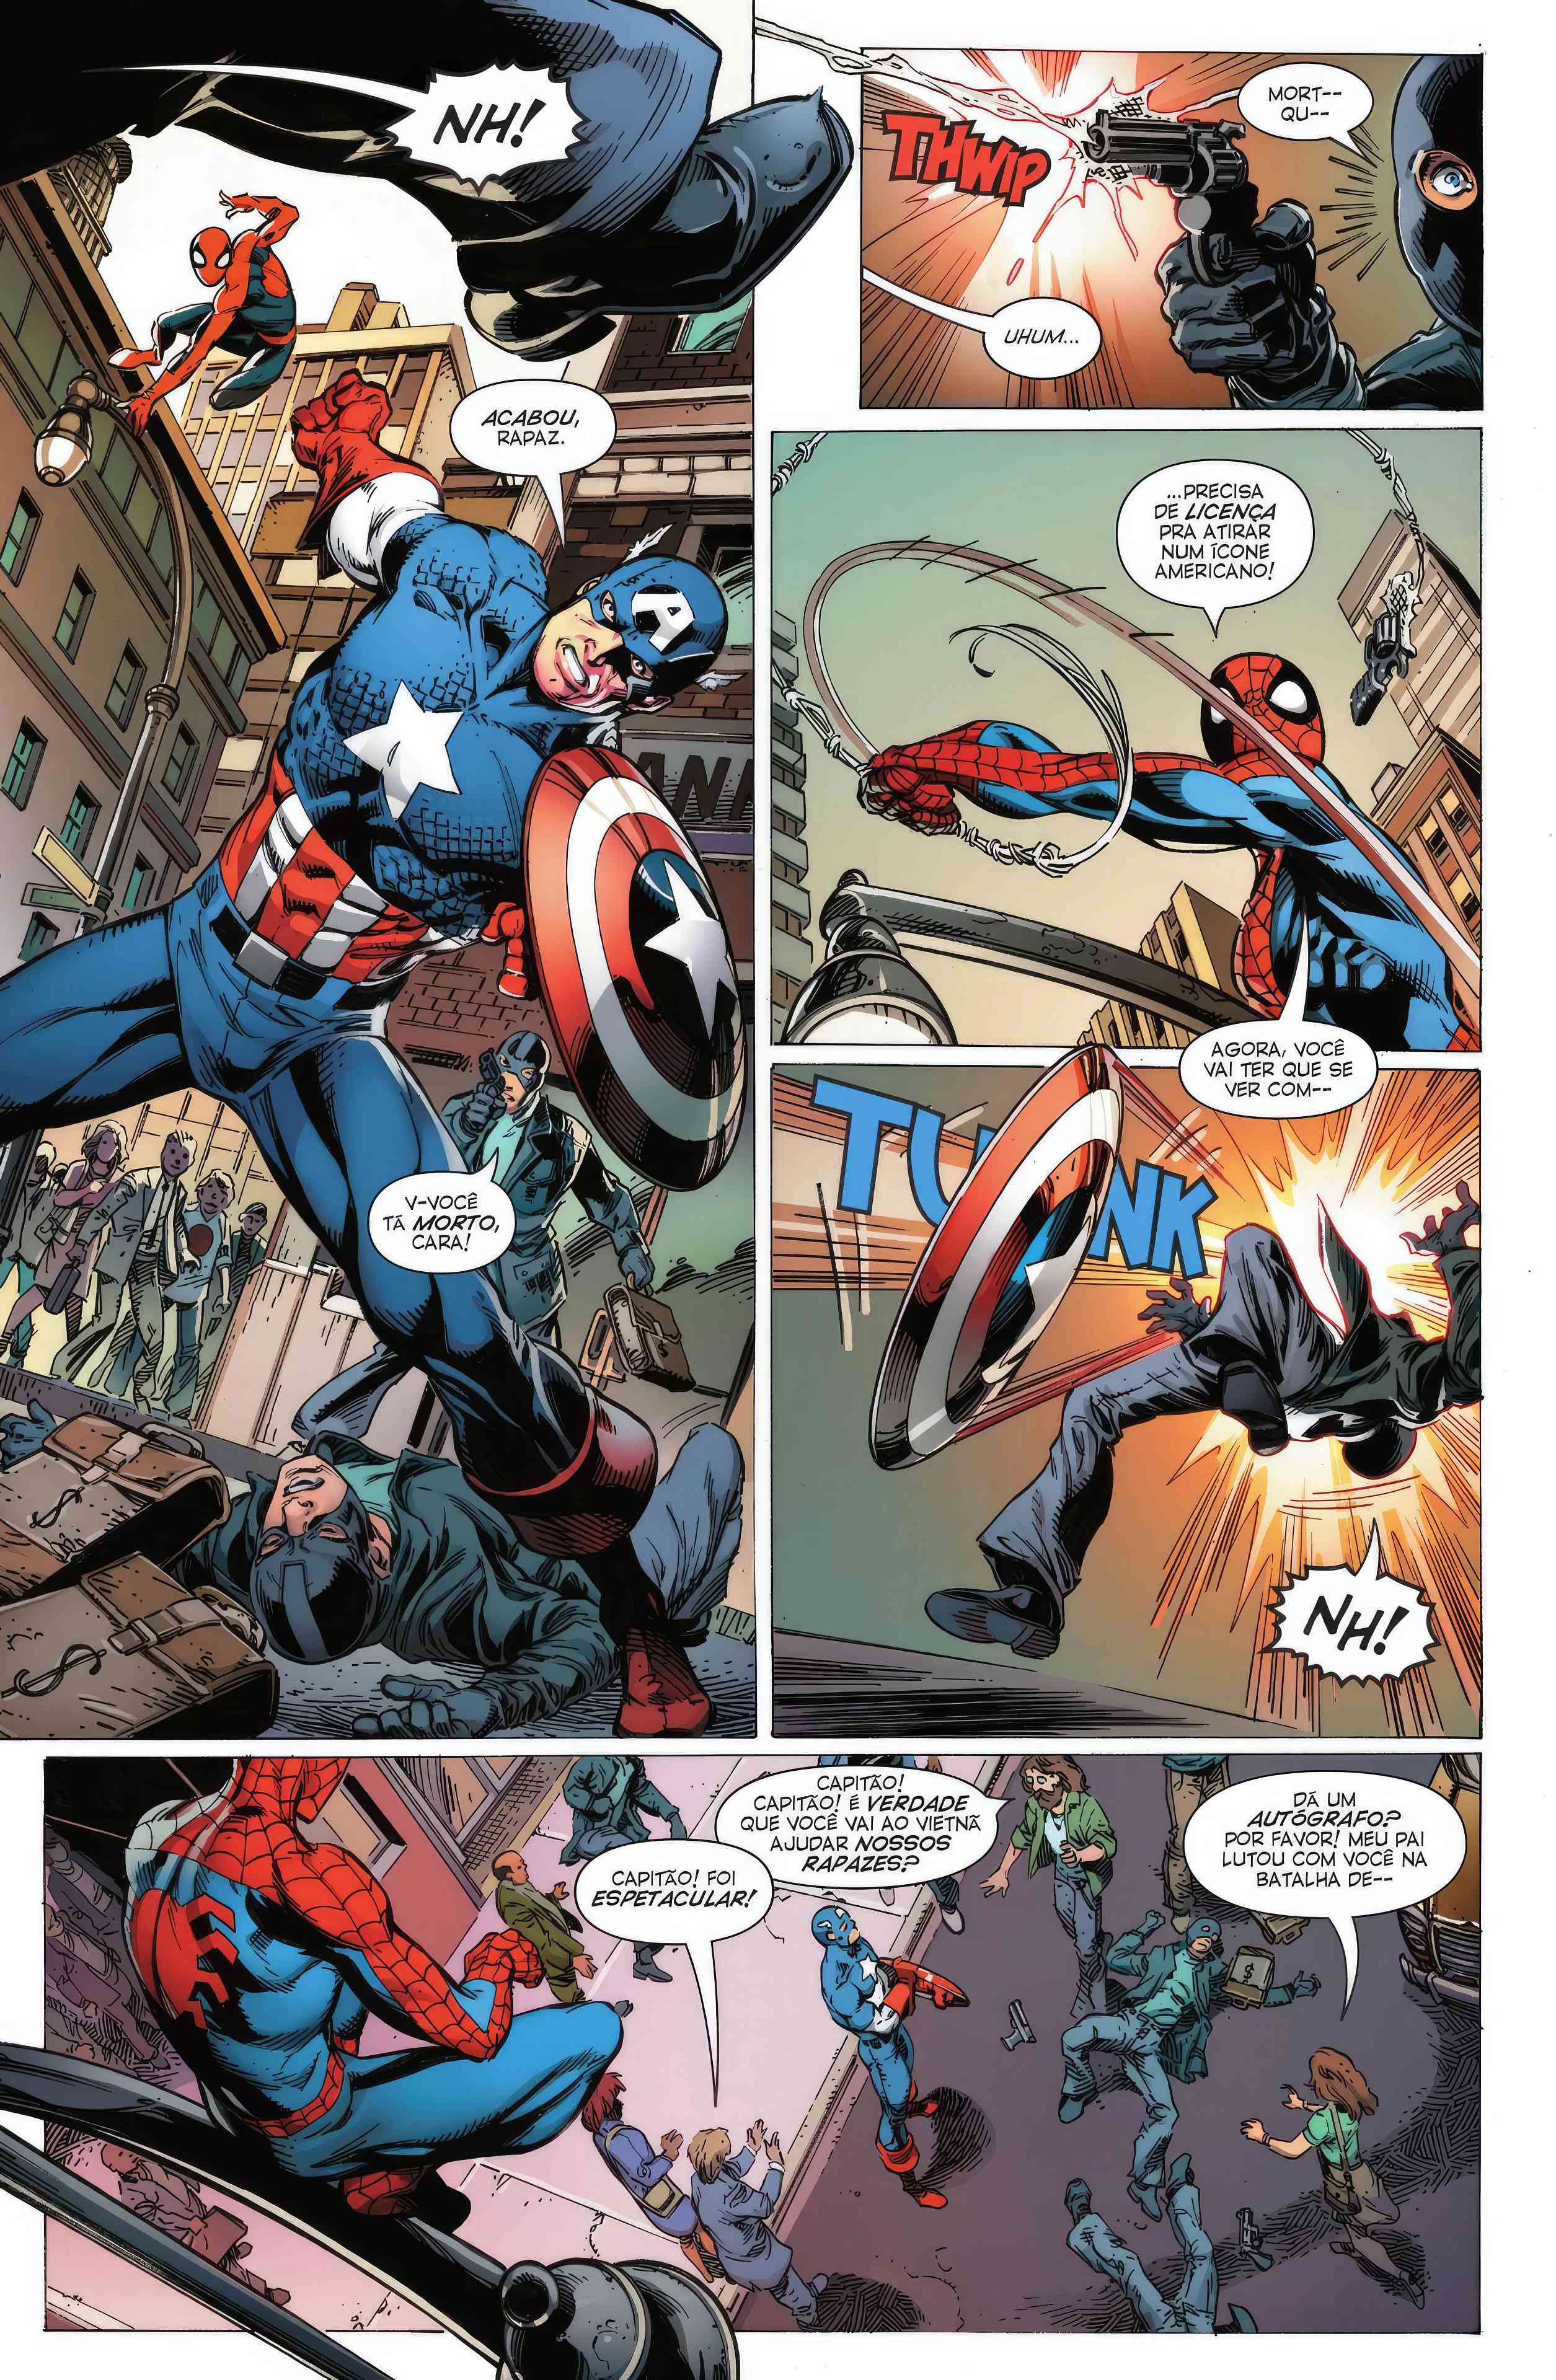 NH!
ACABOU,
RAPAZ.
V-VOCÊ
TÁ MORTO,
CARA!
THWIP
MORT--
QU--
UHUM...
...PRECISA
DE LICENÇA
PRA ATIRAR
NUM ÍCONE
AMERICANO!
AGORA, VOCÊ
VAI TER QUE SE
VER COM--
NH!
CAPITÃO! FOI
ESPETACULAR!
CAPITÃO!
CAPITÃO! É VERDADE
QUE VOCÊ VAI AO VIETNÃ
AJUDAR NOSSOS
RAPAZES?
DÁ UM
AUTÓGRAFO?
POR FAVOR! MEU PAI
LUTOU COM VOCÊ NA
BATALHA DE--